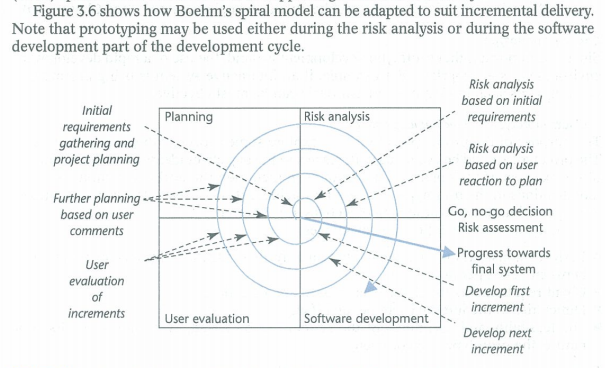 Figure 3.6 shows how Boehm's spiral model can be adapted to suit incremental delivery.
Note that prototyping may be used either during the risk analysis or during the software
development part of the development cycle.
Initial
requirements
gathering and
project planning
Further planning
based on user
comments
User
evaluation
of
increments
Planning
Risk analysis
User evaluation
Software development
Risk analysis
based on initial
requirements
Risk analysis
based on user
reaction to plan
Go, no-go decision
Risk assessment
Progress towards
final system
Develop first
increment
Develop next
increment